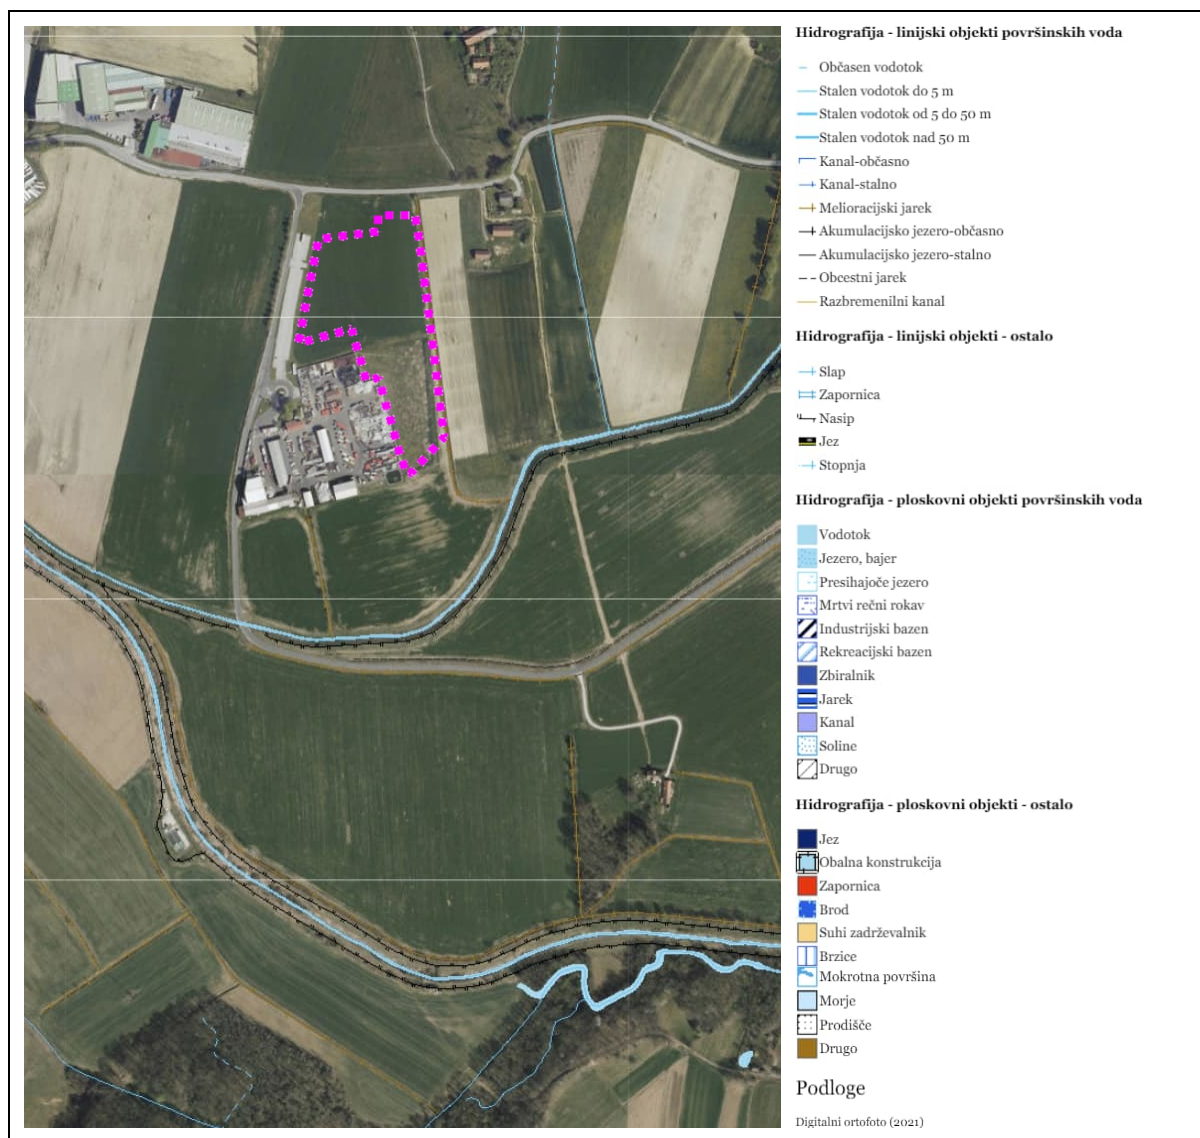 Hidrografija - linijski objekti površinskih voda
Občasen vodotok
Stalen vodotok do 5 m
Stalen vodotok od 5 do 50 m
Stalen vodotok nad 50 m
Kanal-občasno
Kanal-stalno
Melioracijski jarek
Akumulacijsko jezero-občasno
Akumulacijsko jezero-stalno
Obcestni jarek
Razbremenilni kanal
Hidrografija - linijski objekti - ostalo
Slap
Zapornica
Nasip
Jez
Stopnja
Hidrografija - ploskovni objekti površinskih voda
Vodotok
Jezero, bajer
Presihajoče jezero
Mrtvi rečni rokav
Industrijski bazen
Rekreacijski bazen
Zbiralnik
Jarek
Kanal
Soline
Drugo
Hidrografija - ploskovni objekti - ostalo
Jez
Obalna konstrukcija
Zapornica
Brod
Suhi zadrževalnik
Brzice
Mokrotna površina
Morje
Prodišče
Drugo
Podloge
Digitalni ortofoto (2021)